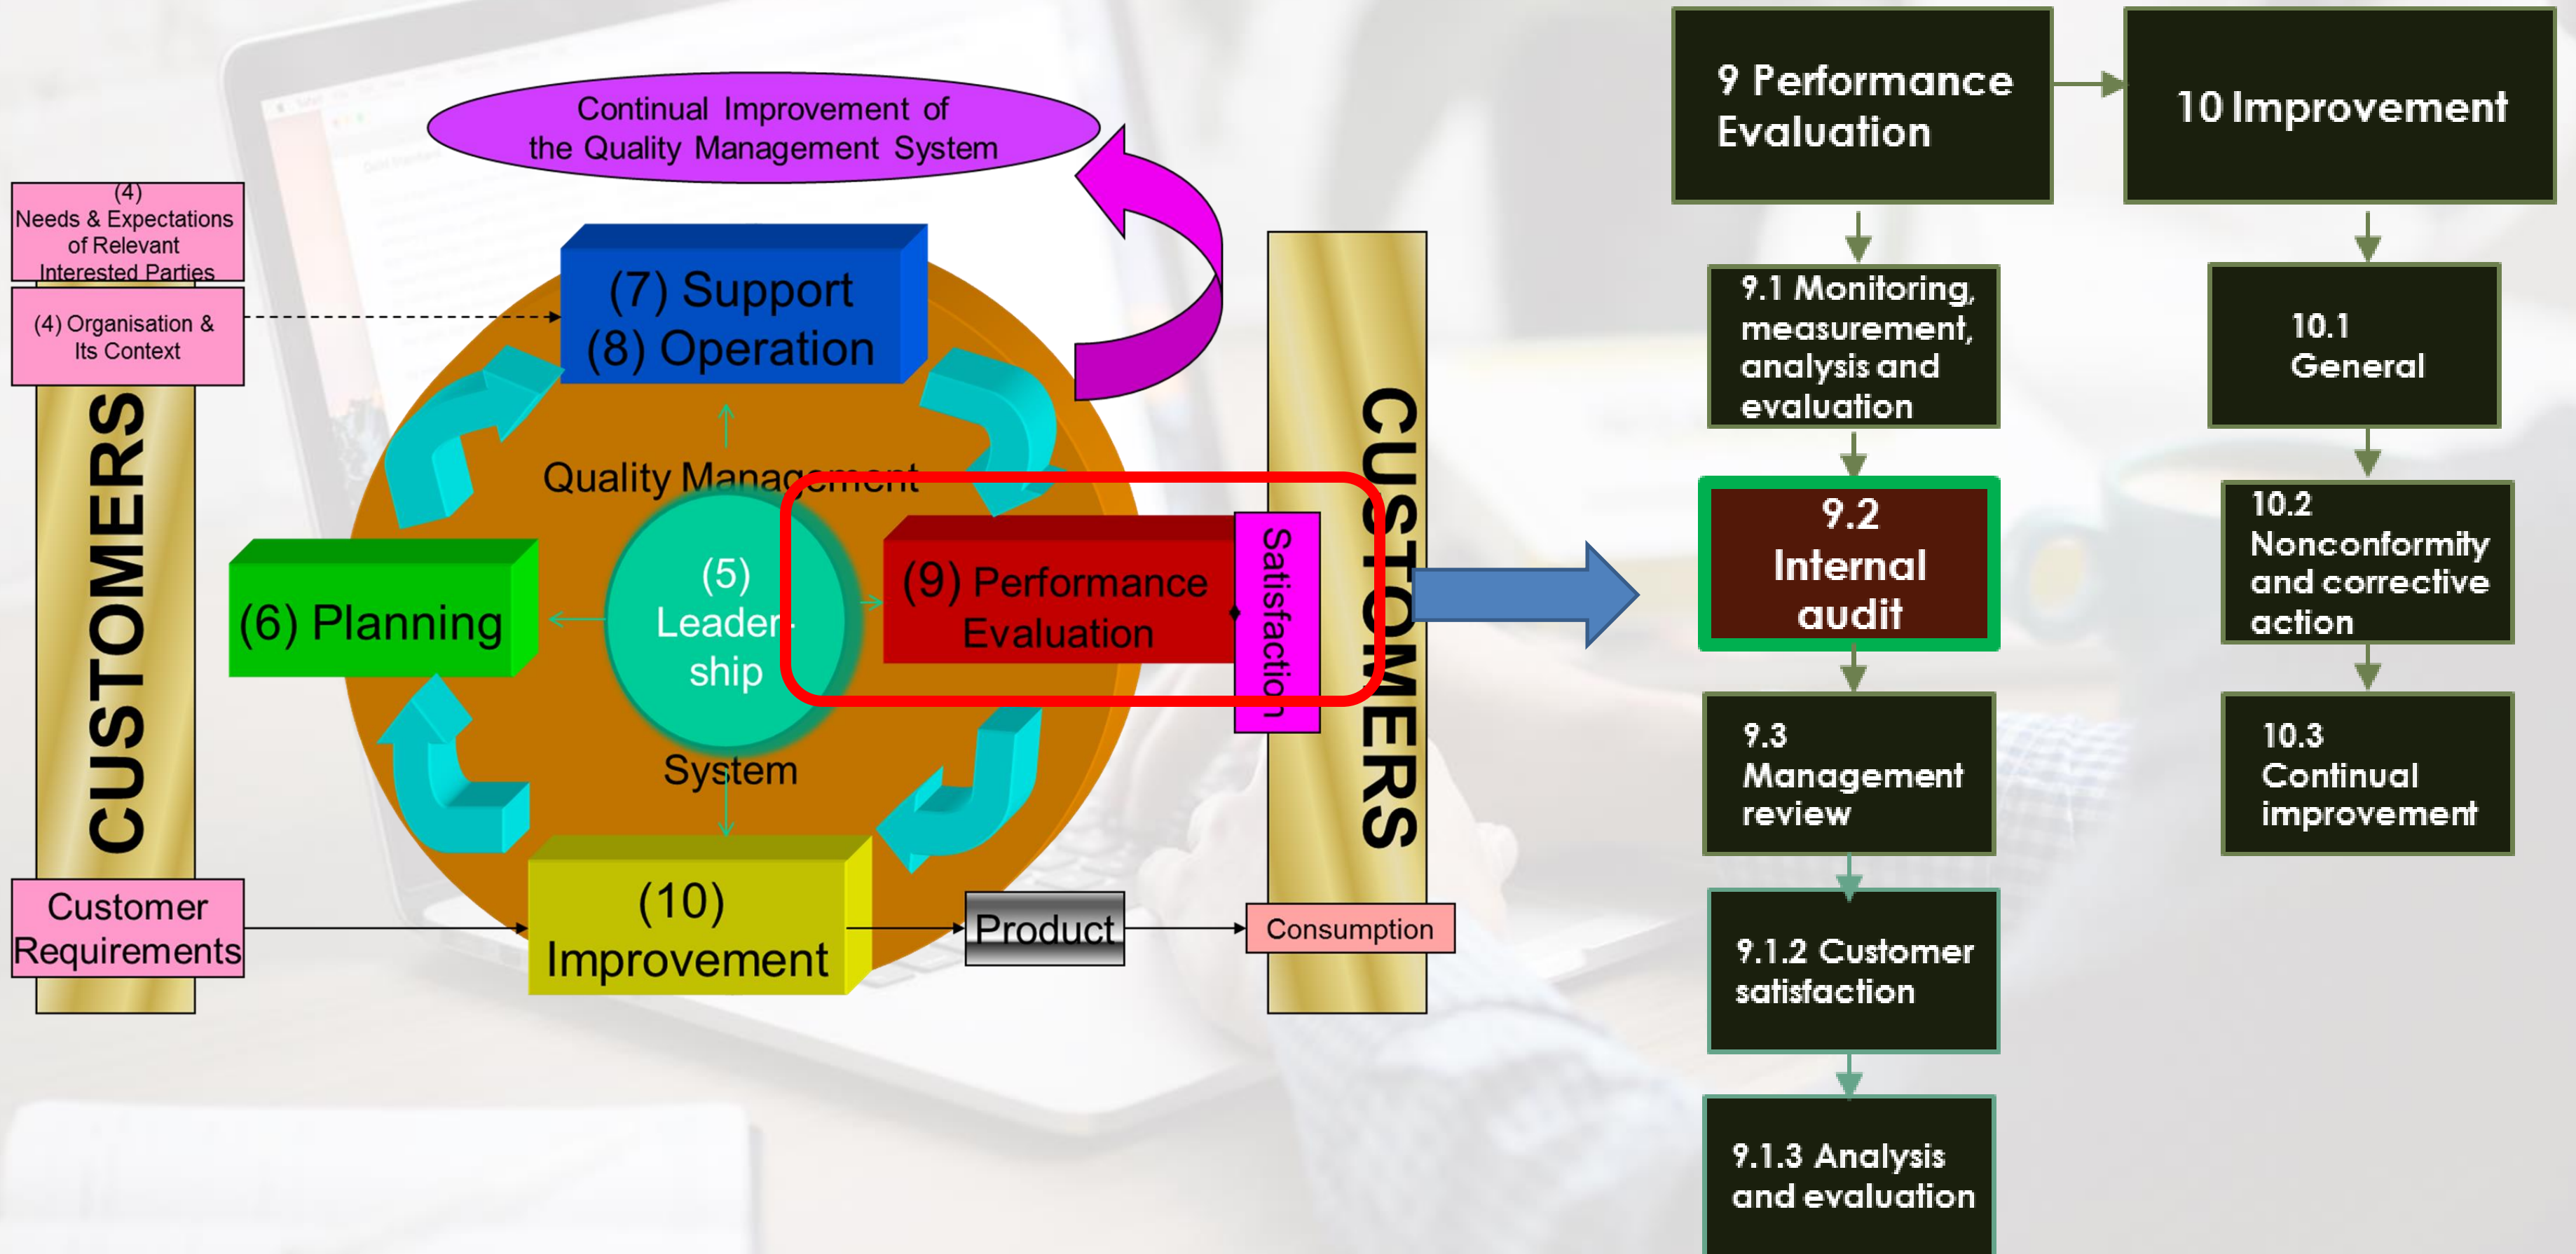 Continual Improvement of
the Quality Management System
(4)
Needs & Expectations
of Relevant
Interested Parties
(4) Organisation &
Its Context
CUSTOMERS
Customer
Requirements
(7) Support
(8) Operation
Quality Management
(5)
Leader-
ship
System
(6) Planning
(9) Performance
Evaluation
Satisfaction
(10)
Improvement
Product
Consumption
CUSTOMERS
9 Performance
Evaluation
9.1 Monitoring,
measurement,
analysis and
evaluation
9.2
Internal
audit
9.3
Management
review
9.1.2 Customer
satisfaction
9.1.3 Analysis
and evaluation
10 Improvement
10.1
General
10.2
Nonconformity
and corrective
action
10.3
Continual
improvement